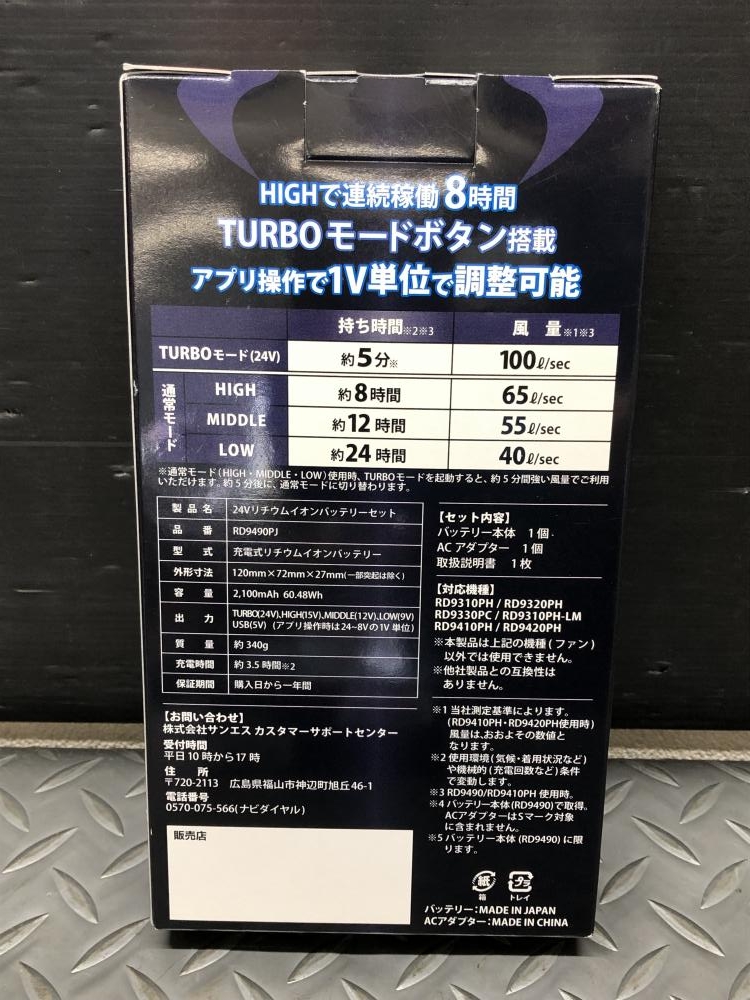 HIGHで連続稼働8時間
TURBOモードボタン搭載
アプリ操作で1V単位で調整可能
持ち時間※2※3 風量※1※3
TURBOモード(24V) 約5分※ 100ℓ/sec
通常モード
HIGH 約8時間 65ℓ/sec
MIDDLE 約12時間 55ℓ/sec
LOW 約24時間 40ℓ/sec
※通常モード(HIGH・MIDDLE・LOW)使用時、TURBOモードを起動すると、約5分間強い風量でご利用
いただけます。約5分後に、通常モードに切り替わります。
製品名 24Vリチウムイオンバッテリーセット
品番 RD9490PJ
型式 充電式リチウムイオンバッテリー
外形寸法 120mm×72mm×27mm(一部突起は除く)
容量 2,100mAh 60.48Wh
出力 TURBO(24V),HIGH(15V),MIDDLE(12V),LOW(9V)
USB(5V) (アプリ操作時は24~8Vの1V単位)
質量 約340g
充電時間 約3.5時間※2
保証期間 購入日から一年間
【お問い合わせ】
株式会社サンエス カスタマーサポートセンター
受付時間
平日10時から17時
住所
〒720-2113 広島県福山市神辺町旭丘46-1
電話番号
0570-075-566(ナビダイヤル)
販売店
【セット内容】
バッテリー本体 1個
ACアダプター 1個
取扱説明書 1枚
【対応機種】
RD9310PH / RD9320PH
RD9330PC / RD9310PH-LM
RD9410PH / RD9420PH
※本製品は上記の機種(ファン)
以外では使用できません。
※他社製品との互換性は
ありません。
※1 当社測定基準によります。
(RD9410PH・RD9420PH使用時)
風量は、おおよその数値と
なります。
※2 使用環境(気候・着用状況など)
や機械的(充電回数など)条件
で変動します。
※3 RD9490/RD9410PH 使用時。
※4 バッテリー本体(RD9490)で取得。
ACアダプターはSマーク対象
に含まれません。
※5 バッテリー本体(RD9490)に限
ります。
紙 プラ
箱 トレイ
バッテリー:MADE IN JAPAN
ACアダプター:MADE IN CHINA